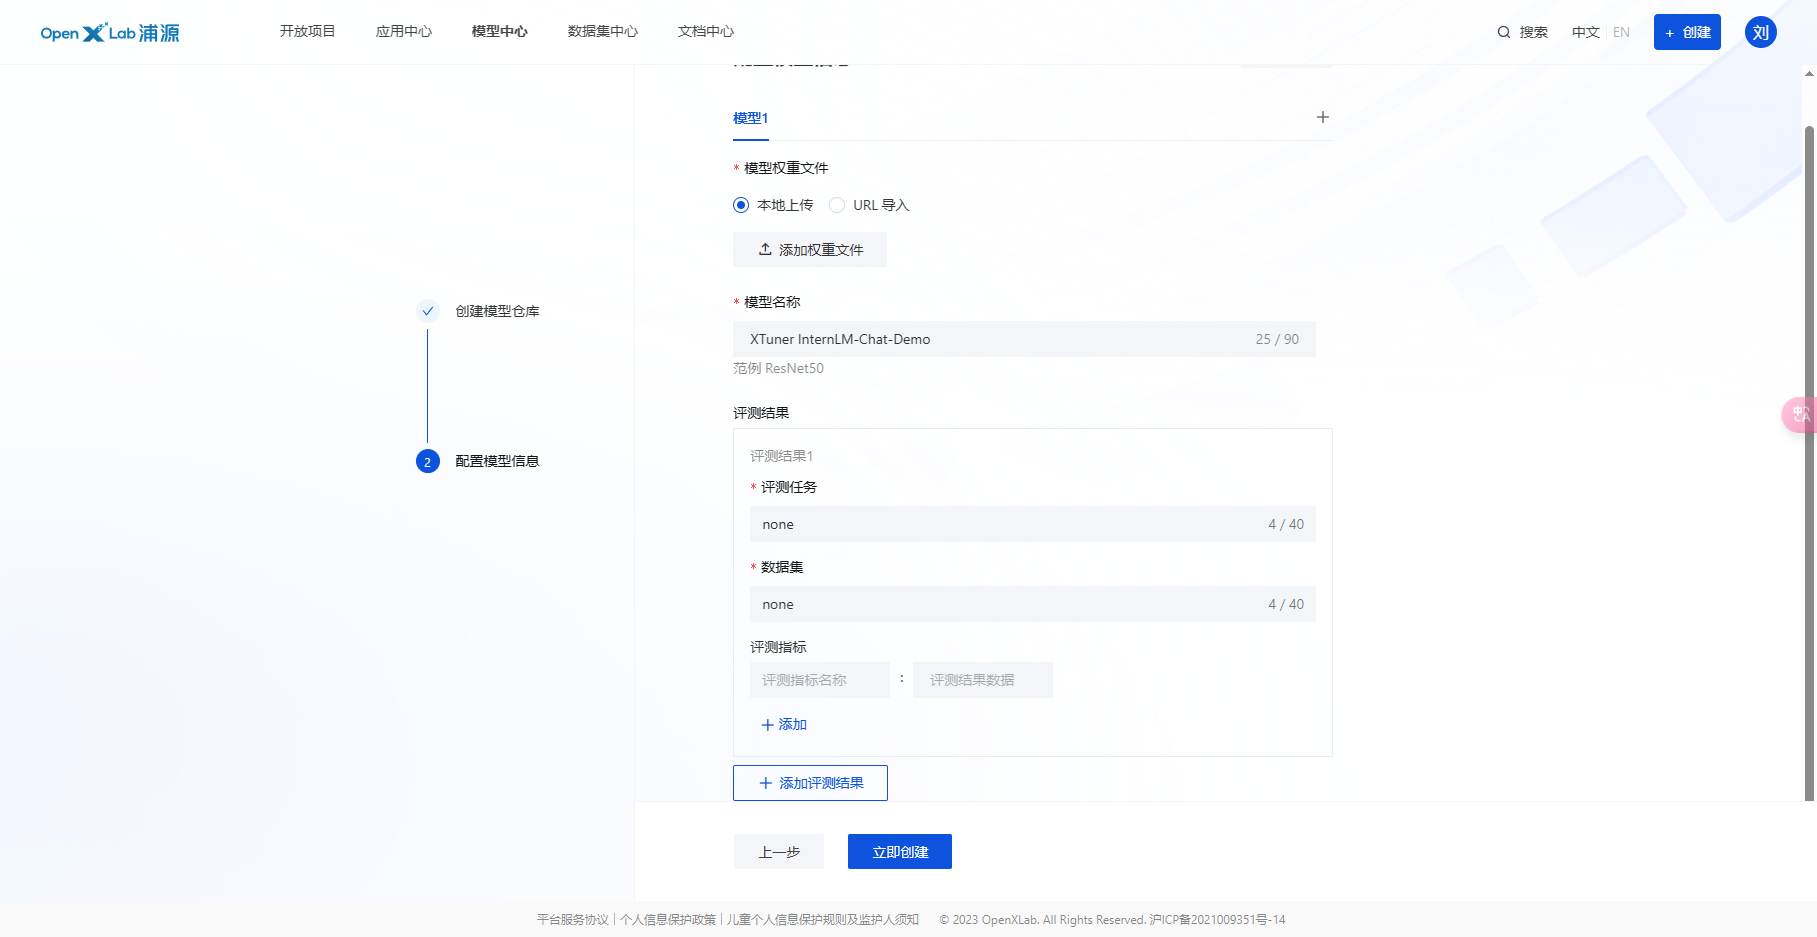 OpenXLab浦源
开放项目 应用中心 模型中心 数据集中心 文档中心 搜索 中文 EN + 创建 刘
模型1
* 模型权重文件
本地上传 URL 导入
添加权重文件
* 模型名称
XTuner InternLM-Chat-Demo 25 / 90
范例 ResNet50
创建模型仓库
2 配置模型信息
评测结果
评测结果1
* 评测任务
none 4 / 40
* 数据集
none 4 / 40
评测指标
评测指标名称 : 评测结果数据
+ 添加
+ 添加评测结果
上一步 立即创建
平台服务协议 | 个人信息保护政策 | 儿童个人信息保护规则及监护人须知 © 2023 OpenXLab. All Rights Reserved. 沪ICP备2021009351号-14